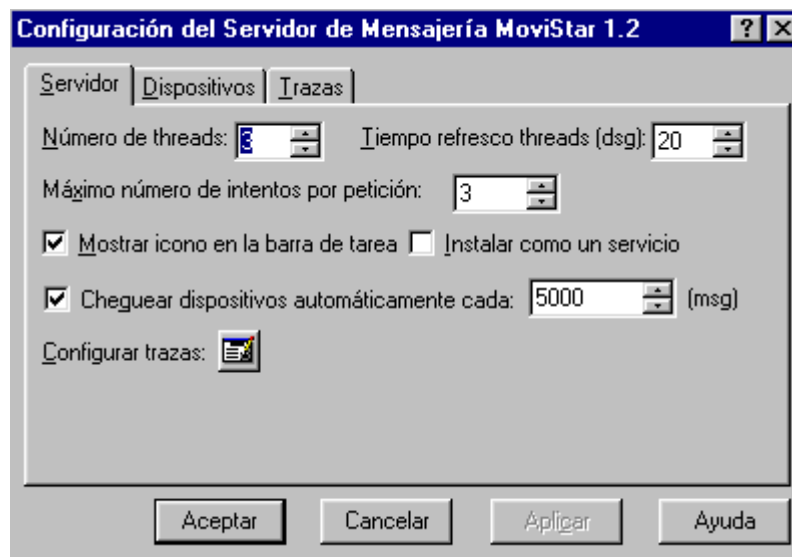 Configuración del Servidor de Mensajería MoviStar 1.2
Servidor Dispositivos Trazas
Número de threads: 3 Tiempo refresco threads (dsg): 20
Máximo número de intentos por petición: 3
Mostrar icono en la barra de tarea Instalar como un servicio
Cheguear dispositivos automáticamente cada: 5000 (msg)
Configurar trazas:
Aceptar Cancelar Aplicar Ayuda